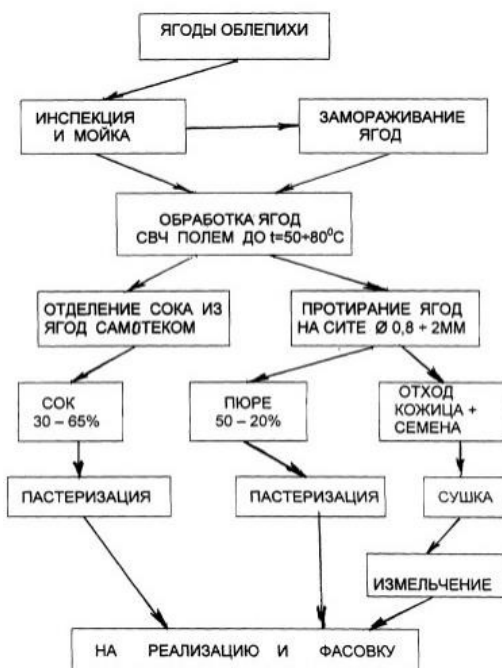 ЯГОДЫ ОБЛЕПИХИ
ИНСПЕКЦИЯ
И МОЙКА
ЗАМОРАЖИВАНИЕ
ЯГОД
ОБРАБОТКА ЯГОД
СВЧ ПОЛЕМ ДО t=50÷80⁰С
ОТДЕЛЕНИЕ СОКА ИЗ
ЯГОД САМОТЕКОМ
ПРОТИРАНИЕ ЯГОД
НА СИТЕ Ø 0,8 ÷ 2ММ
СОК
30 – 65%
ПЮРЕ
50 – 20%
ОТХОД
КОЖИЦА +
СЕМЕНА
ПАСТЕРИЗАЦИЯ
ПАСТЕРИЗАЦИЯ
СУШКА
ИЗМЕЛЬЧЕНИЕ
НА РЕАЛИЗАЦИЮ И ФАСОВКУ